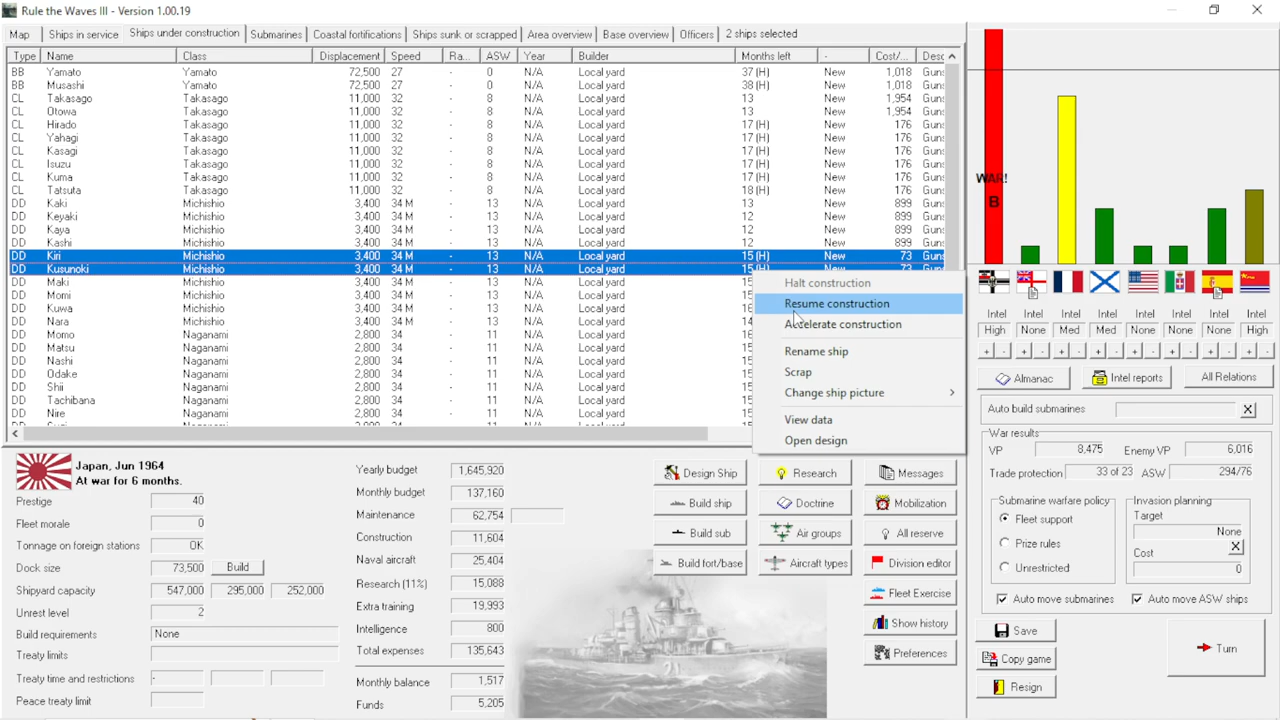 Rule the Waves III - Version 1.00.19
Map Ships in service Ships under construction Submarines Coastal fortifications Ships sunk or scrapped Area overview Base overview Officers 2 ships selected
Type Name Class Displacement Speed Ra... ASW Year Builder Months left - Cost/... Desc
BB Yamato Yamato 72,500 27 - 0 N/A Local yard 37 (H) New 1,018 Guns
BB Musashi Yamato 72,500 27 - 0 N/A Local yard 38 (H) New 1,018 Guns
CL Takasago Takasago 11,000 32 - 8 N/A Local yard 13 New 1,954 Guns
CL Otowa Takasago 11,000 32 - 8 N/A Local yard 13 New 1,954 Guns
CL Hirado Takasago 11,000 32 - 8 N/A Local yard 17 (H) New 176 Guns
CL Yahagi Takasago 11,000 32 - 8 N/A Local yard 17 (H) New 176 Guns
CL Kasagi Takasago 11,000 32 - 8 N/A Local yard 17 (H) New 176 Guns
CL Isuzu Takasago 11,000 32 - 8 N/A Local yard 17 (H) New 176 Guns
CL Kuma Takasago 11,000 32 - 8 N/A Local yard 17 (H) New 176 Guns
CL Tatsuta Takasago 11,000 32 - 8 N/A Local yard 18 (H) New 176 Guns
DD Kaki Michishio 3,400 34 M - 13 N/A Local yard 13 New 899 Guns
DD Keyaki Michishio 3,400 34 M - 13 N/A Local yard 12 New 899 Guns
DD Kaya Michishio 3,400 34 M - 13 N/A Local yard 12 New 899 Guns
DD Kashi Michishio 3,400 34 M - 13 N/A Local yard 12 New 899 Guns
DD Kiri Michishio 3,400 34 M - 13 N/A Local yard 15 (H) New 73 Guns
DD Kusunoki Michishio 3,400 34 M - 13 N/A Local yard 15 (H) New 73 Guns
DD Maki Michishio 3,400 34 M - 13 N/A Local yard 15
DD Momi Michishio 3,400 34 M - 13 N/A Local yard 15
DD Kuwa Michishio 3,400 34 M - 13 N/A Local yard 15
DD Nara Michishio 3,400 34 M - 13 N/A Local yard 14
DD Momo Naganami 2,800 34 - 11 N/A Local yard 15
DD Matsu Naganami 2,800 34 - 11 N/A Local yard 15
DD Nashi Naganami 2,800 34 - 11 N/A Local yard 15
DD Odake Naganami 2,800 34 - 11 N/A Local yard 15
DD Shii Naganami 2,800 34 - 11 N/A Local yard 15
DD Tachibana Naganami 2,800 34 - 11 N/A Local yard 15
DD Nire Naganami 2,800 34 - 11 N/A Local yard 15
Halt construction
Resume construction
Accelerate construction
Rename ship
Scrap
Change ship picture
View data
Open design
WAR!
B
Intel Intel Intel Intel Intel Intel Intel Intel
High None Med Med None None None High
+ - + - + - + - + - + - + - + -
Almanac Intel reports All Relations
Auto build submarines X
War results
VP 8,475 Enemy VP 6,016
Trade protection 33 of 23 ASW 294/76
Submarine warfare policy
Fleet support
Prize rules
Unrestricted
Invasion planning
Target
None
Cost X
0
Auto move submarines Auto move ASW ships
Save
Copy game
Resign
Turn
Japan, Jun 1964
At war for 6 months.
Prestige 40
Fleet morale 0
Tonnage on foreign stations OK
Dock size 73,500 Build
Shipyard capacity 547,000 295,000 252,000
Unrest level 2
Build requirements None
Treaty limits
Treaty time and restrictions -
Peace treaty limit
Yearly budget 1,645,920
Monthly budget 137,160
Maintenance 62,754
Construction 11,604
Naval aircraft 25,404
Research (11%) 15,088
Extra training 19,993
Intelligence 800
Total expenses 135,643
Monthly balance 1,517
Funds 5,205
Design Ship Research Messages
Build ship Doctrine Mobilization
Build sub Air groups All reserve
Build fort/base Aircraft types Division editor
Fleet Exercise
Show history
Preferences
21